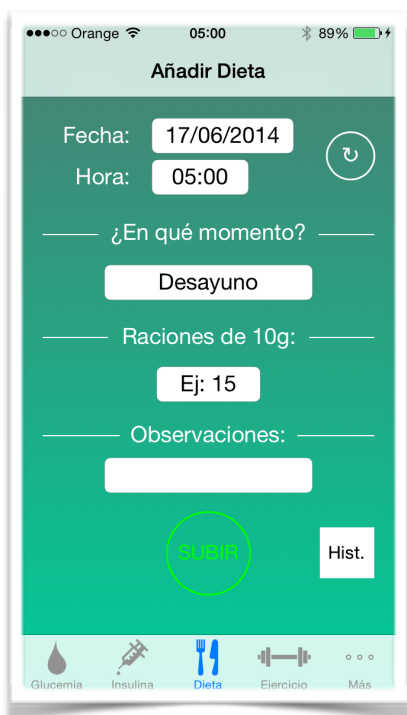 Orange 05:00 89%
Añadir Dieta
Fecha: 17/06/2014
Hora: 05:00
¿En qué momento?
Desayuno
Raciones de 10g:
Ej: 15
Observaciones:
SUBIR
Hist.
Glucemia Insulina Dieta Ejercicio Más